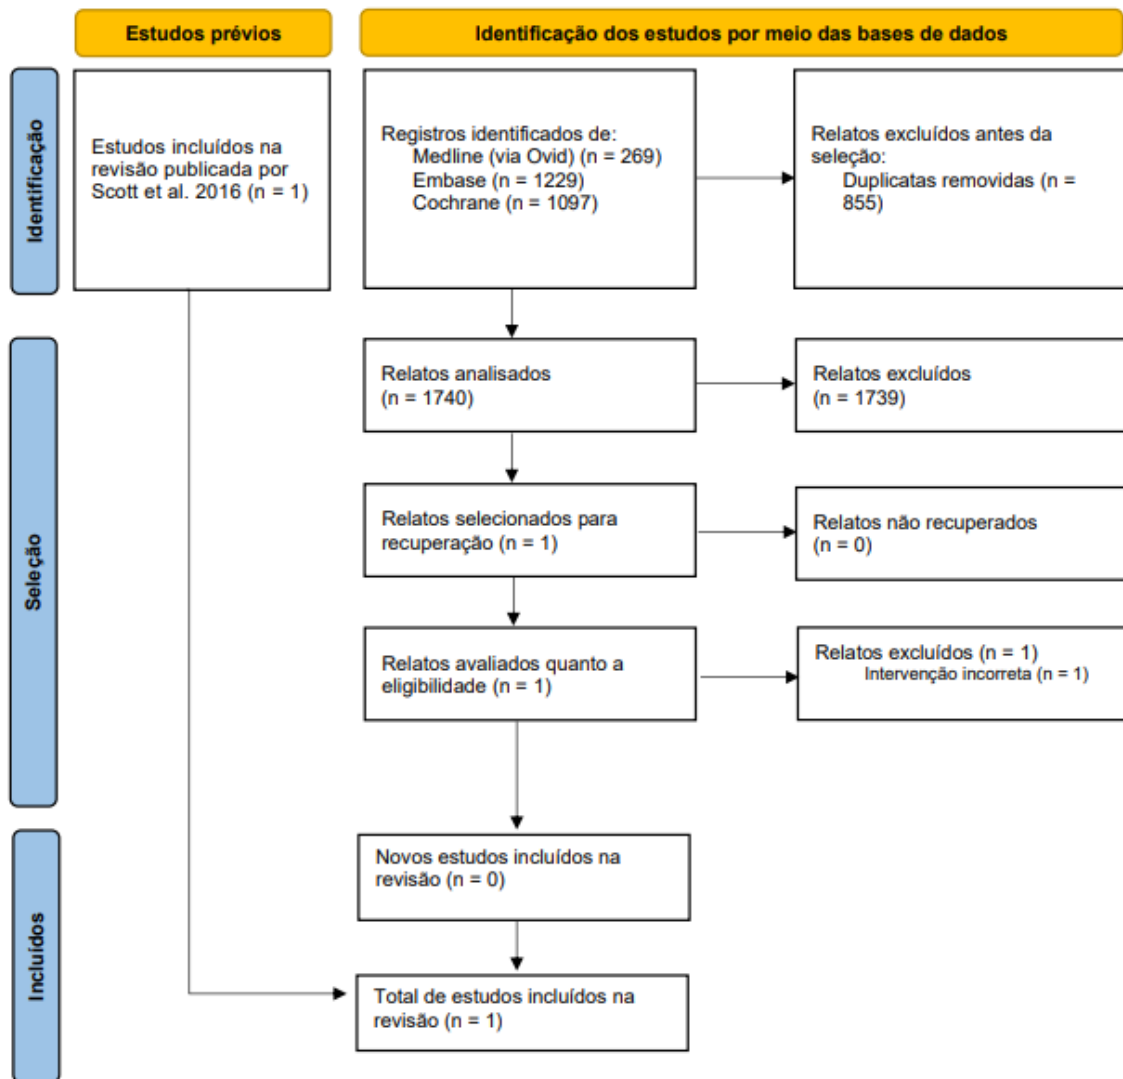 Estudos prévios
Identificação dos estudos por meio das bases de dados
Identificação
Estudos incluídos na
revisão publicada por
Scott et al. 2016 (n = 1)
Registros identificados de:
Medline (via Ovid) (n = 269)
Embase (n = 1229)
Cochrane (n = 1097)
Relatos excluídos antes da
seleção:
Duplicatas removidas (n =
855)
Seleção
Relatos analisados
(n = 1740)
Relatos excluídos
(n = 1739)
Relatos selecionados para
recuperação (n = 1)
Relatos não recuperados
(n = 0)
Relatos avaliados quanto a
eligibilidade (n = 1)
Relatos excluídos (n = 1)
Intervenção incorreta (n = 1)
Incluídos
Novos estudos incluídos na
revisão (n = 0)
Total de estudos incluídos na
revisão (n = 1)